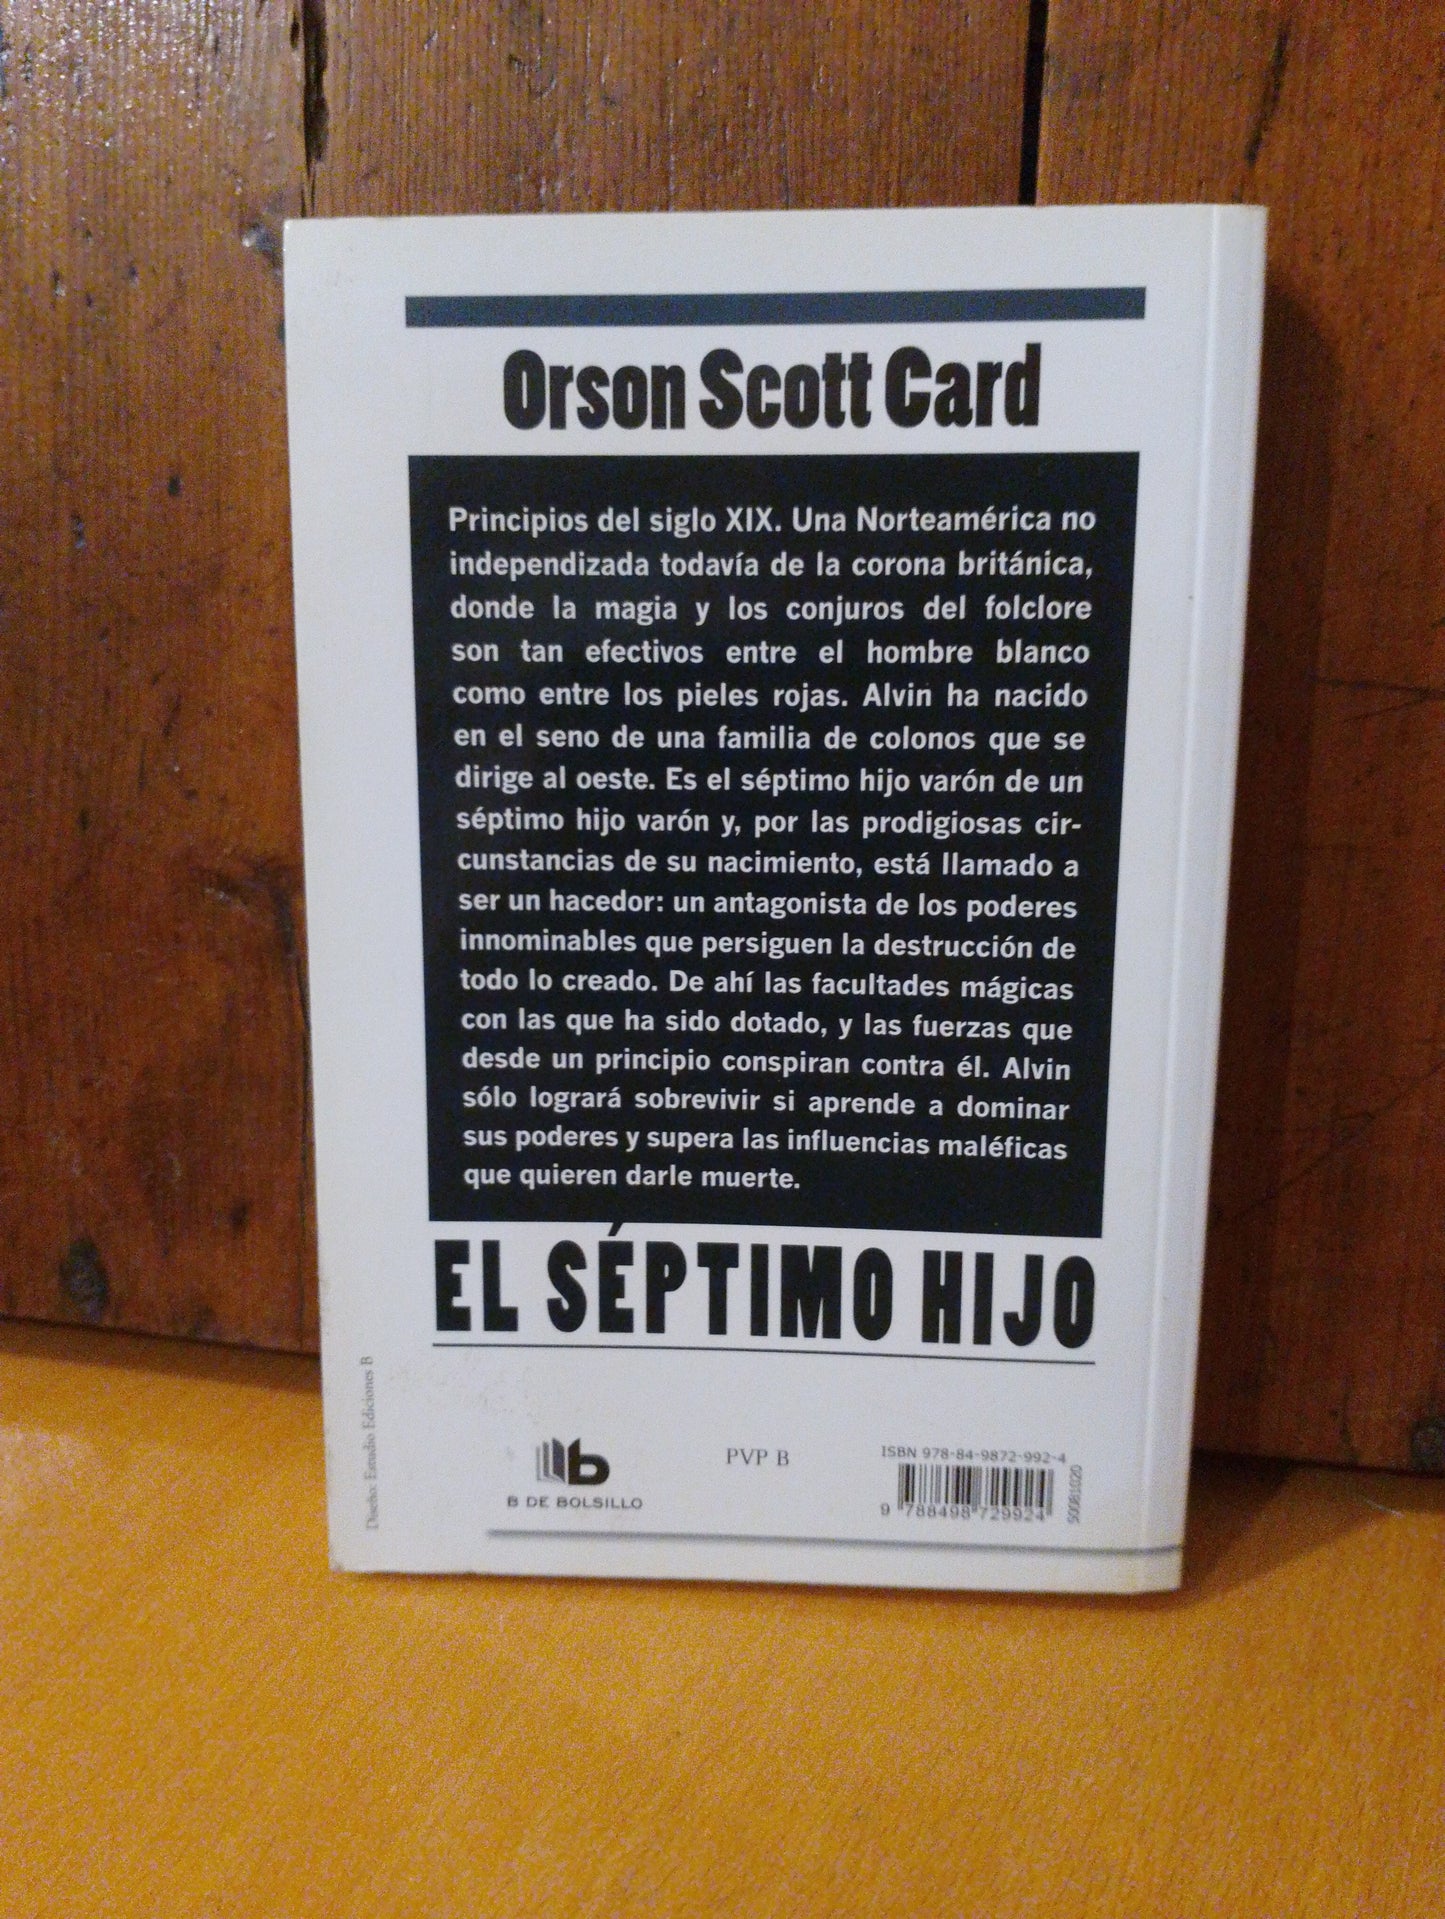 Orson Scott Card
Principios del siglo XIX. Una Norteamérica no
independizada todavía de la corona británica,
donde la magia y los conjuros del folclore
son tan efectivos entre el hombre blanco
como entre los pieles rojas. Alvin ha nacido
en el seno de una familia de colonos que se
dirige al oeste. Es el séptimo hijo varón de un
séptimo hijo varón y, por las prodigiosas cir-
cunstancias de su nacimiento, está llamado a
ser un hacedor: un antagonista de los poderes
innominables que persiguen la destrucción de
todo lo creado. De ahí las facultades mágicas
con las que ha sido dotado, y las fuerzas que
desde un principio conspiran contra él. Alvin
sólo logrará sobrevivir si aprende a dominar
sus poderes y supera las influencias maléficas
que quieren darle muerte.
EL SÉPTIMO HIJO
Diseño: Estudio Ediciones B
b
B DE BOLSILLO
PVP B
ISBN 978-84-9872-992-4
9 788498 729924
S0081020